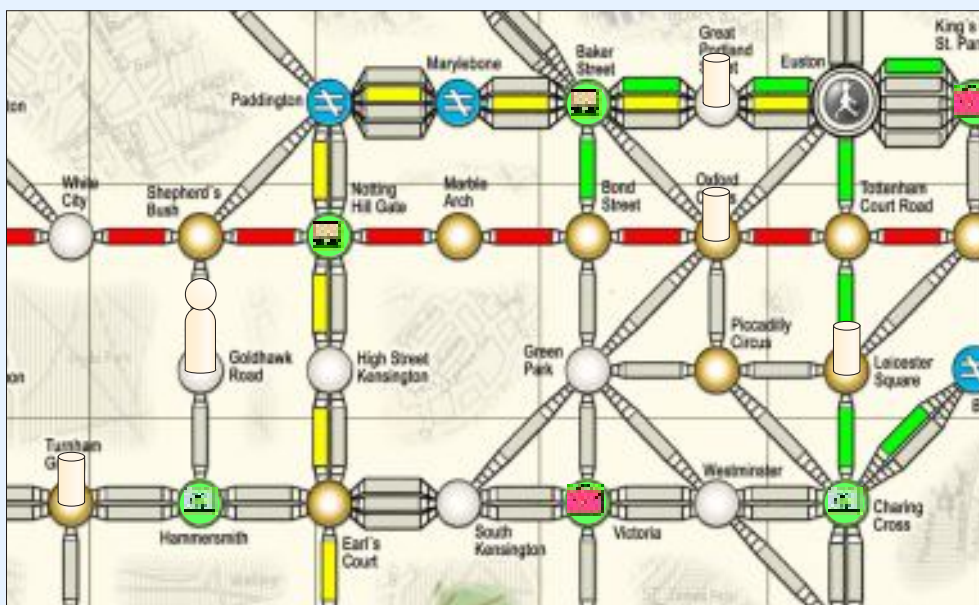 Great
Baker
Street
Marylebone
Euston
King's
St. Pan
Paddington
White
City
Shepherd's
Bush
Notting
Hill Gate
Marble
Arch
Bond
Street
Oxford
Tottenham
Court Road
Goldhawk
Road
High Street
Kensington
Green
Park
Piccadilly
Circus
Leicester
Square
Turnham
Hammersmith
Earl's
Court
South
Kensington
Victoria
Westminster
Charing
Cross